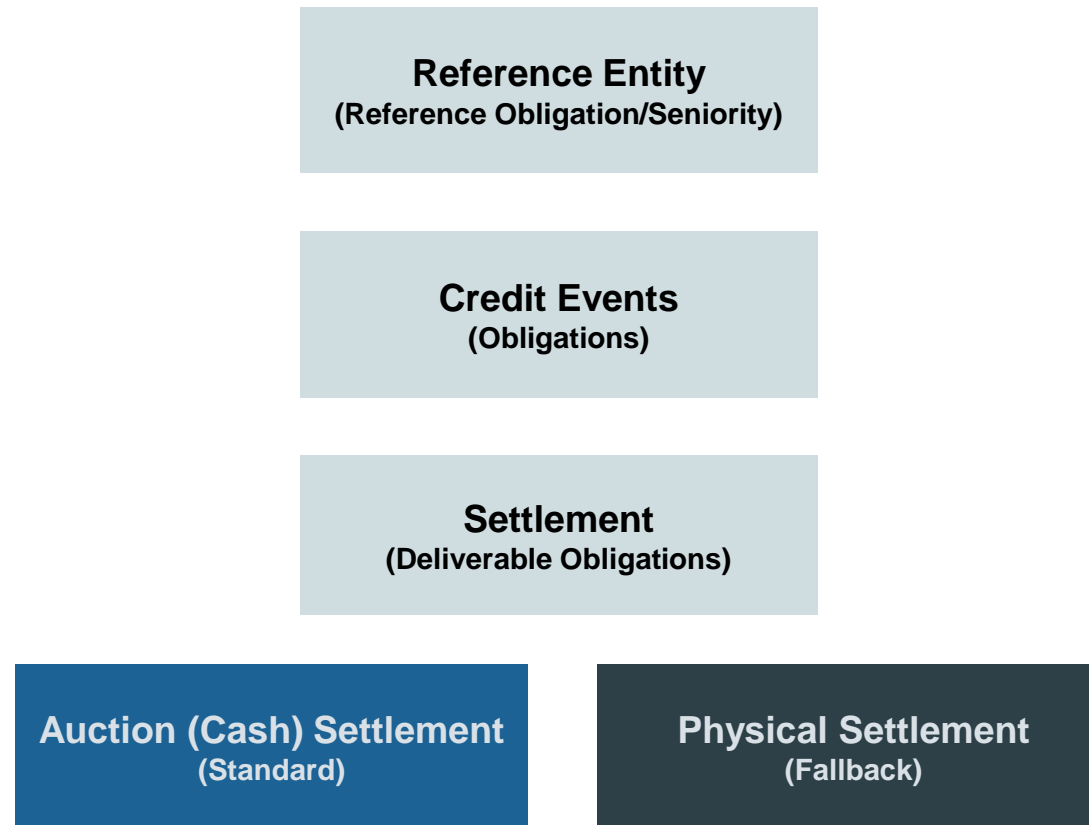 Reference Entity
(Reference Obligation/Seniority)
Credit Events
(Obligations)
Settlement
(Deliverable Obligations)
Auction (Cash) Settlement
(Standard)
Physical Settlement
(Fallback)